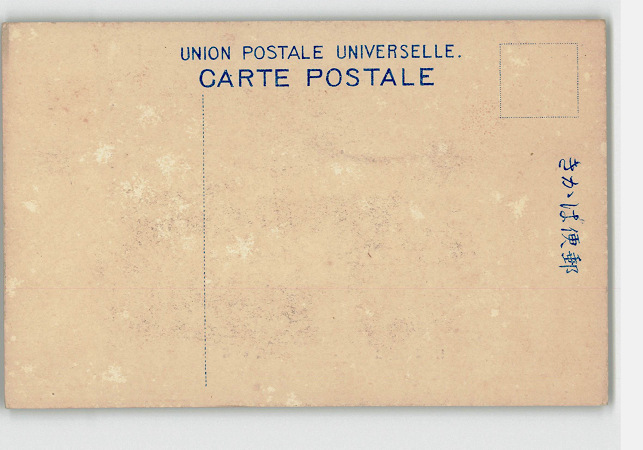 UNION POSTALE UNIVERSELLE.
CARTE POSTALE
きがは便郵